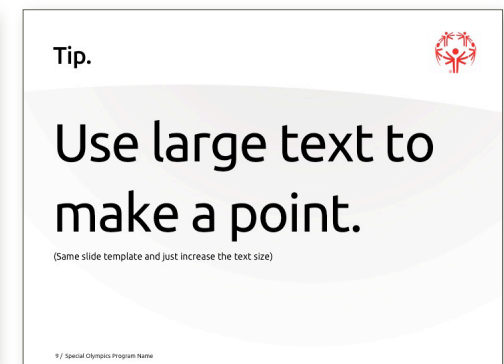 Tip.
Use large text to
make a point.
(Same slide template and just increase the text size)
9 / Special Olympics Program Name